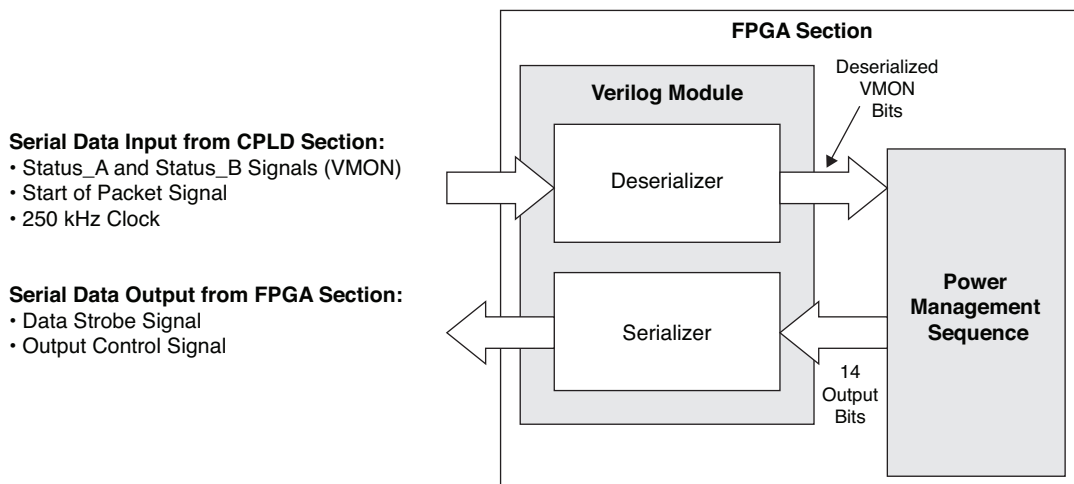 FPGA Section
Deserialized
VMON
Bits
Verilog Module
Serial Data Input from CPLD Section:
• Status_A and Status_B Signals (VMON)
• Start of Packet Signal
• 250 kHz Clock
Deserializer
Serial Data Output from FPGA Section:
• Data Strobe Signal
• Output Control Signal
Serializer
Power
Management
Sequence
14
Output
Bits